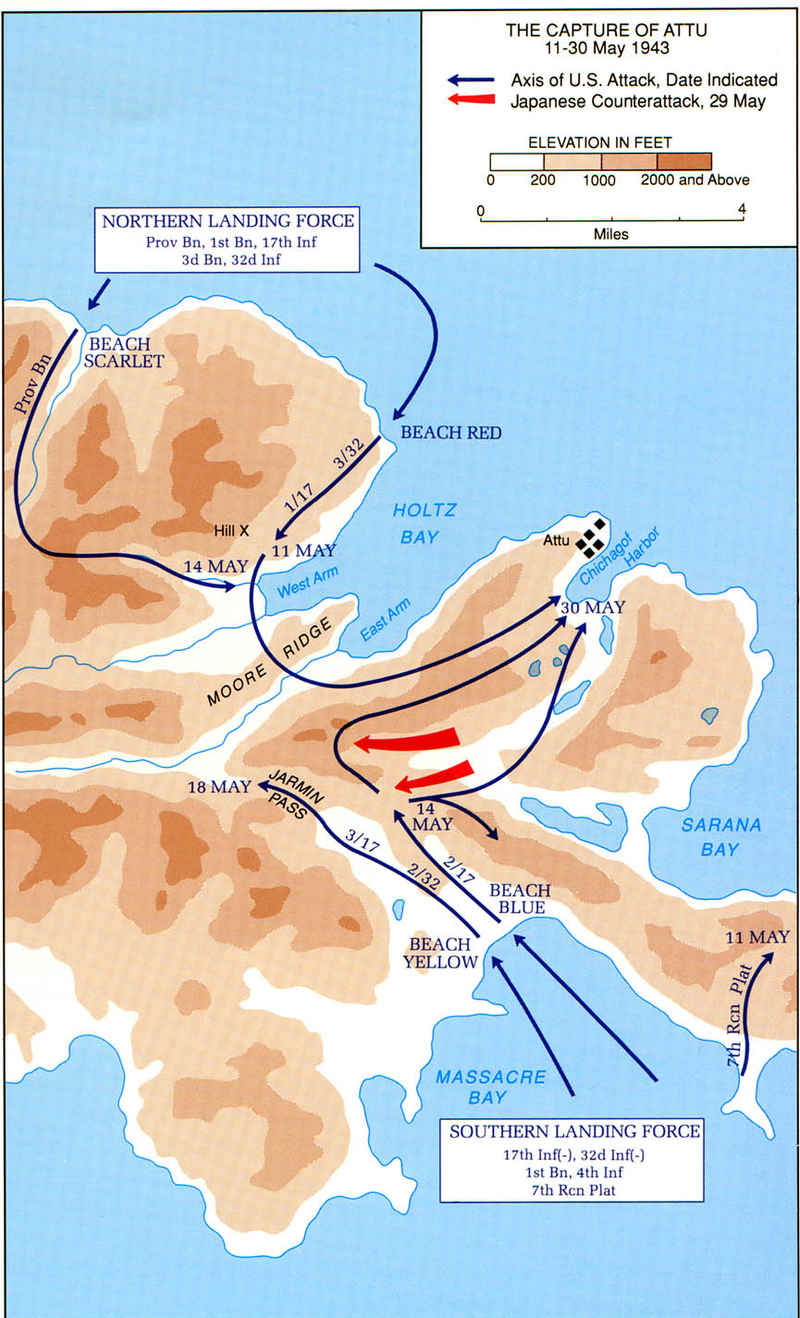 THE CAPTURE OF ATTU
11-30 May 1943
Axis of U.S. Attack, Date Indicated
Japanese Counterattack, 29 May
ELEVATION IN FEET
0 200 1000 2000 and Above
0 4
Miles
NORTHERN LANDING FORCE
Prov Bn, 1st Bn, 17th Inf
3d Bn, 32d Inf
BEACH
SCARLET
Prov Bn
BEACH RED
3/32
1/17
HOLTZ
BAY
Hill X
11 MAY
14 MAY
West Arm
East Arm
Attu
Chichagof
Harbor
30 MAY
MOORE RIDGE
18 MAY
JARMIN
PASS
14
MAY
3/17
2/32
2/17
SARANA
BAY
BEACH
BLUE
BEACH
YELLOW
11 MAY
7th Rcn Plat
MASSACRE
BAY
SOUTHERN LANDING FORCE
17th Inf(-), 32d Inf(-)
1st Bn, 4th Inf
7th Rcn Plat